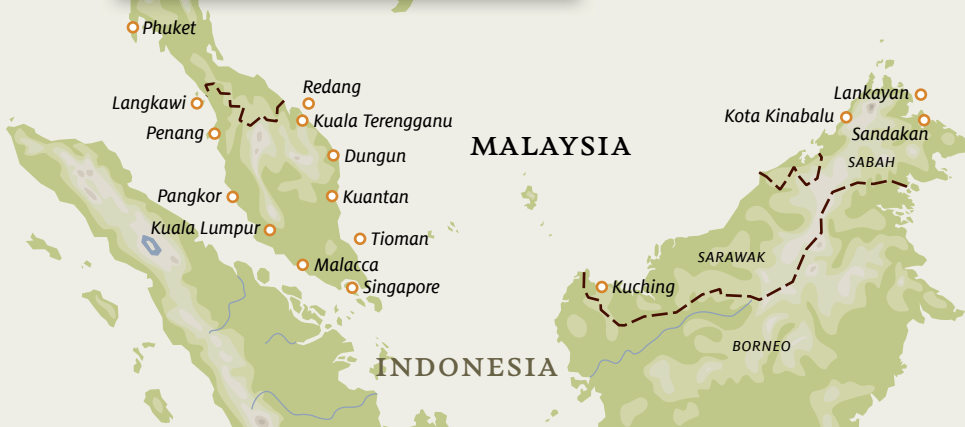 Phuket
Redang
Langkawi
Lankayan
Kuala Terengganu
Kota Kinabalu
Penang
Sandakan
MALAYSIA
Dungun
SABAH
Pangkor
Kuantan
Kuala Lumpur
Tioman
SARAWAK
Malacca
Singapore
Kuching
BORNEO
INDONESIA